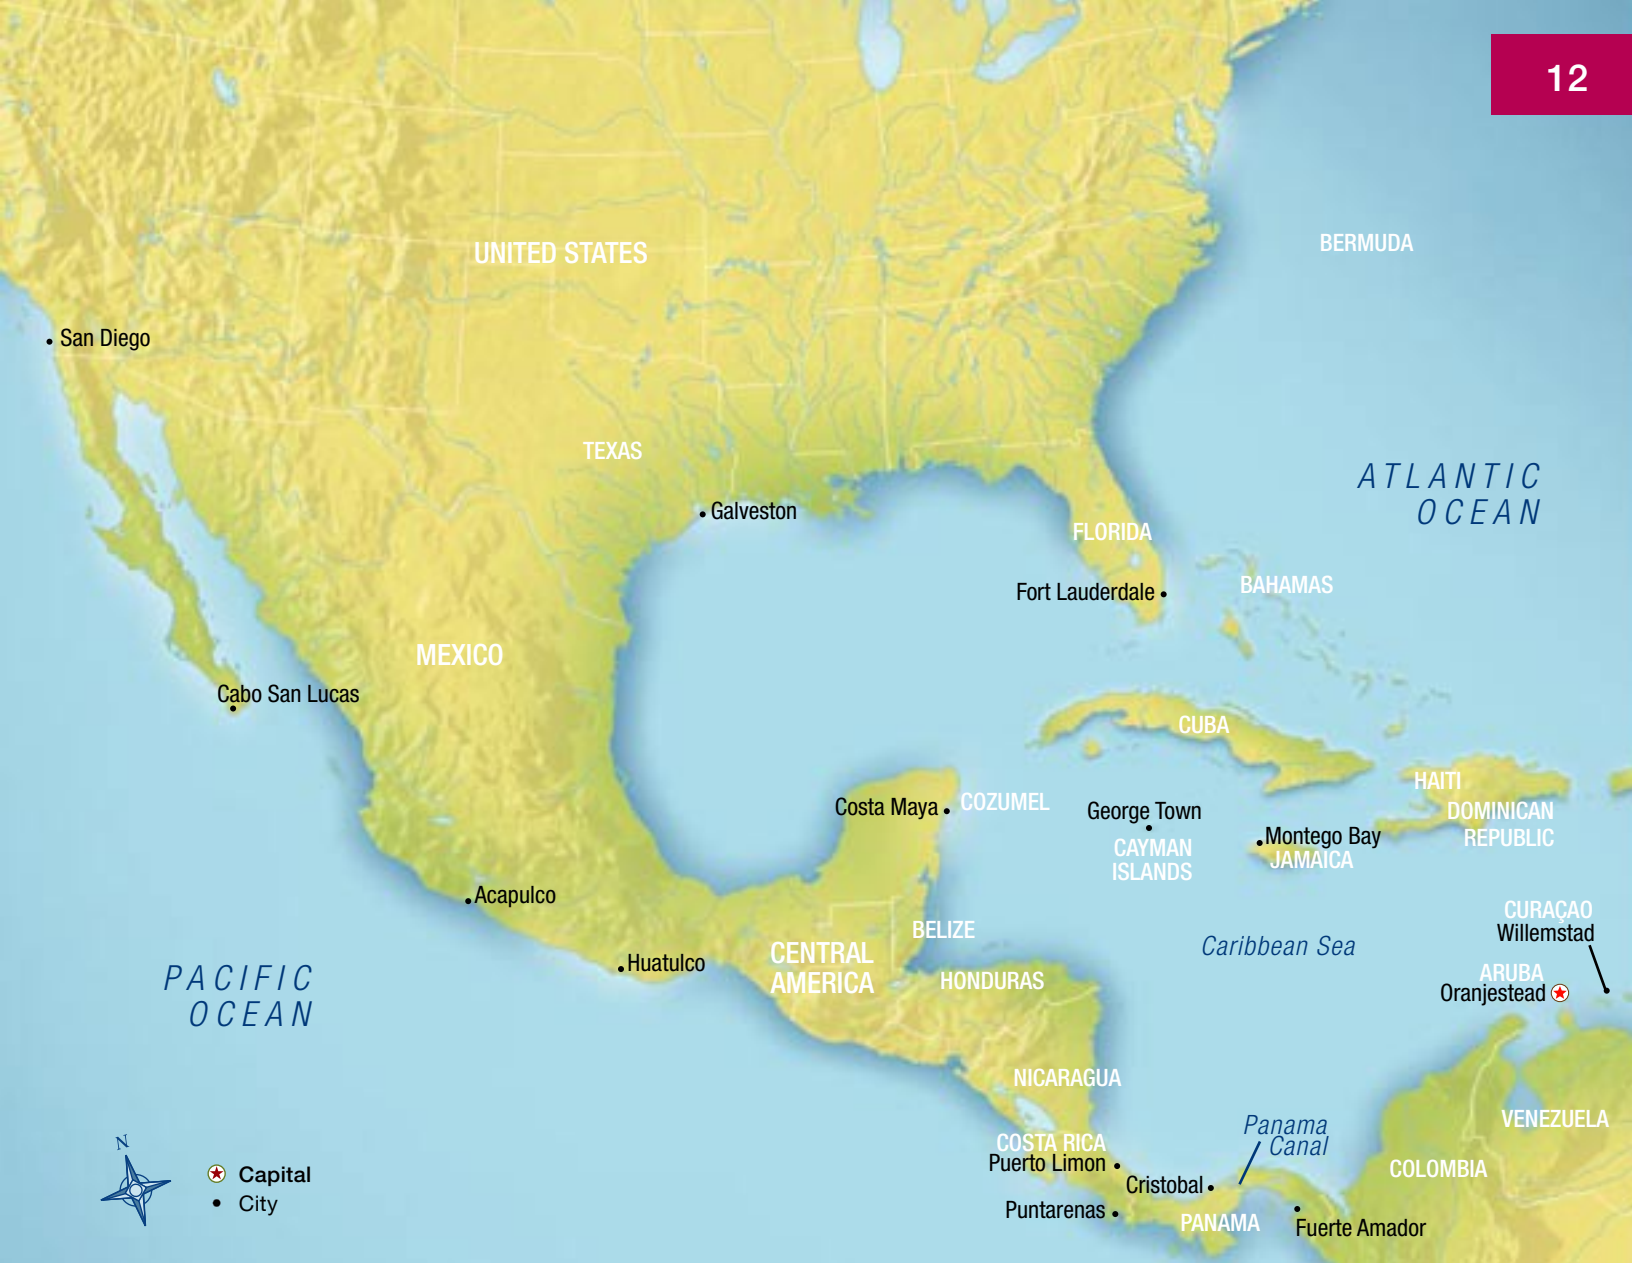 12
UNITED STATES
BERMUDA
San Diego
TEXAS
ATLANTIC
OCEAN
Galveston
FLORIDA
Fort Lauderdale
BAHAMAS
MEXICO
Cabo San Lucas
CUBA
HAITI
Costa Maya
COZUMEL
George Town
DOMINICAN
REPUBLIC
Montego Bay
CAYMAN
ISLANDS
JAMAICA
Acapulco
CURAÇAO
Willemstad
BELIZE
Caribbean Sea
CENTRAL
AMERICA
Huatulco
PACIFIC
OCEAN
HONDURAS
ARUBA
Oranjestead
NICARAGUA
VENEZUELA
Panama
Canal
COSTA RICA
Puerto Limon
COLOMBIA
Cristobal
Puntarenas
PANAMA
Fuerte Amador
N
Capital
City